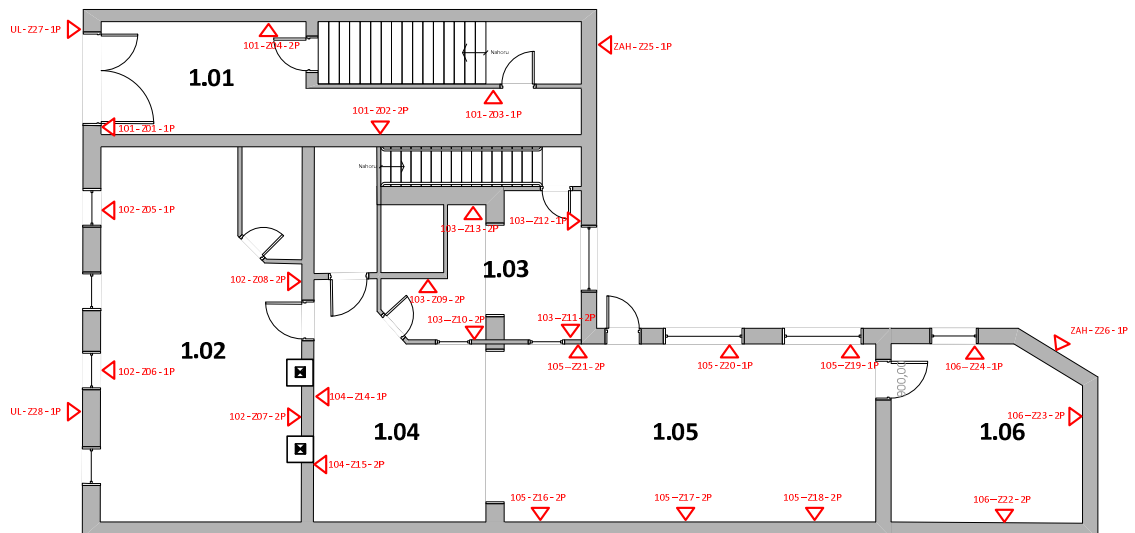 UL-Z27-1P
101-Z04-2P
Nahoru
ZAH-Z25-1P
1.01
101-Z02-2P
101-Z03-1P
101-Z01-1P
Nahoru
102-Z05-1P
103-Z12-1P
103-Z13-2P
1.03
102-Z08-2P
103-Z09-2P
103-Z10-2P
103-Z11-2P
ZAH-Z26-1P
1.02
105-Z21-2P
105-Z20-1P
105-Z19-1P
106-Z24-1P
102-Z06-1P
900,00
104-Z14-1P
UL-Z28-1P
102-Z07-2P
106-Z23-2P
1.04
1.05
1.06
104-Z15-2P
105-Z16-2P
105-Z17-2P
105-Z18-2P
106-Z22-2P